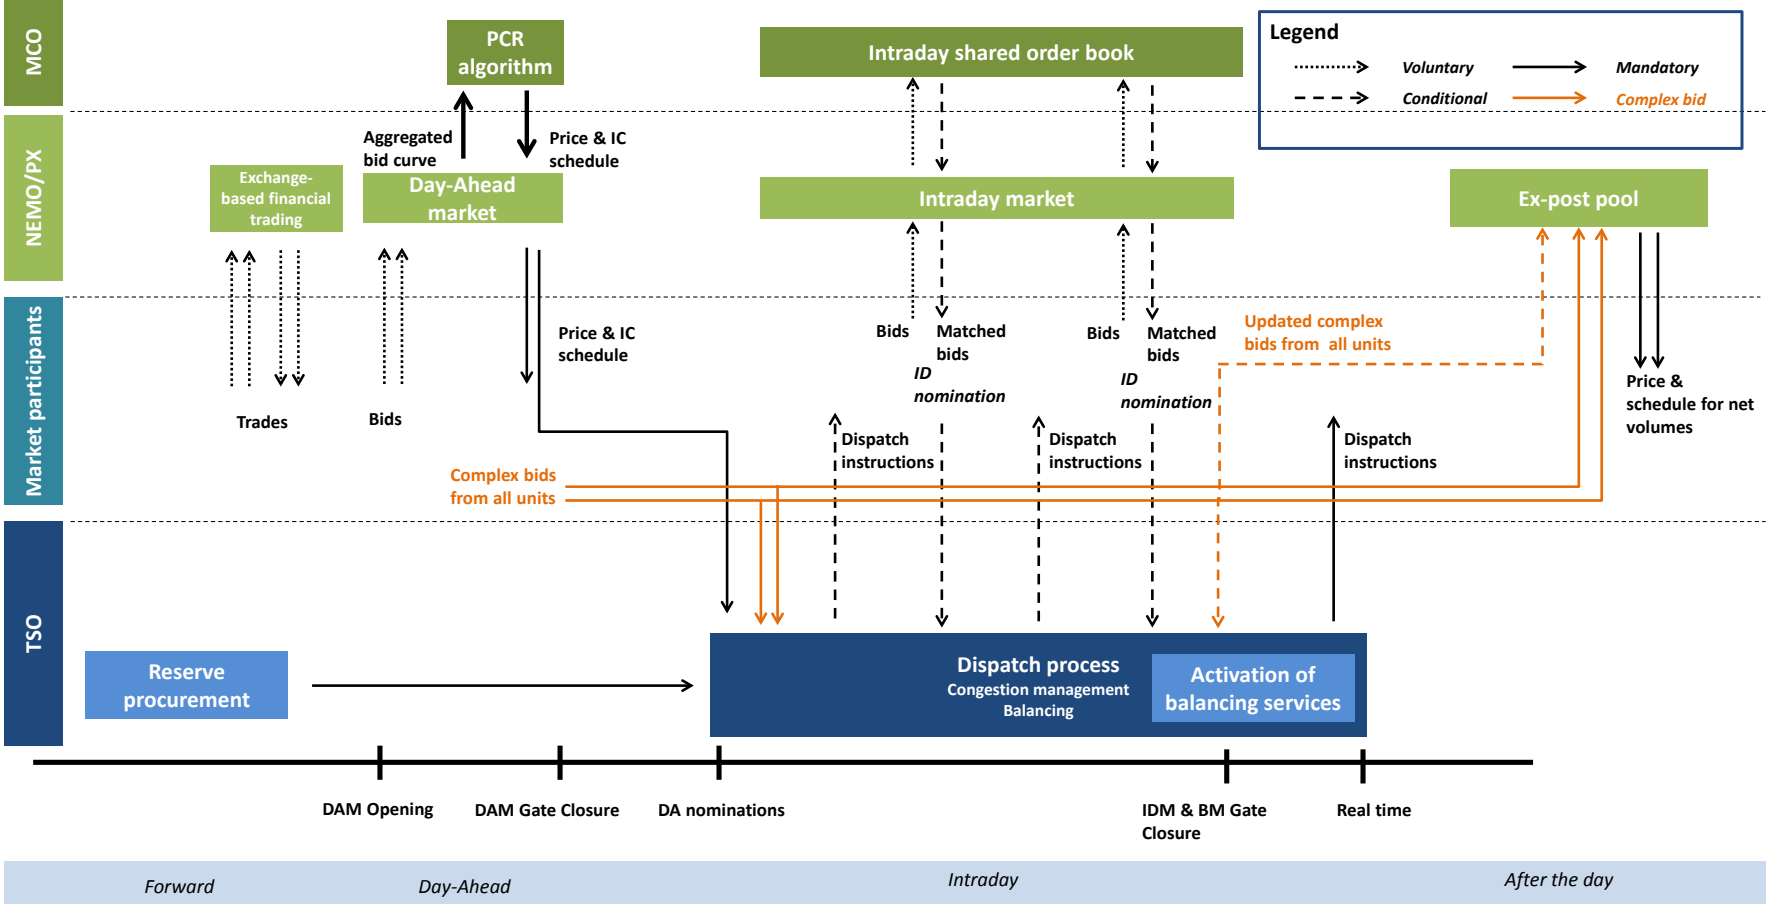 MCO
PCR
algorithm
Intraday shared order book
Legend
Voluntary
Mandatory
Conditional
Complex bid
NEMO/PX
Aggregated
bid curve
Price & IC
schedule
Exchange-
based financial
trading
Day-Ahead
market
Intraday market
Ex-post pool
Market participants
Trades
Bids
Price & IC
schedule
Bids
Matched
bids
ID
nomination
Bids
Matched
bids
ID
nomination
Updated complex
bids from all units
Price &
schedule for net
volumes
Dispatch
instructions
Dispatch
instructions
Dispatch
instructions
Complex bids
from all units
TSO
Reserve
procurement
Dispatch process
Congestion management
Balancing
Activation of
balancing services
DAM Opening
DAM Gate Closure
DA nominations
IDM & BM Gate
Closure
Real time
Forward
Day-Ahead
Intraday
After the day